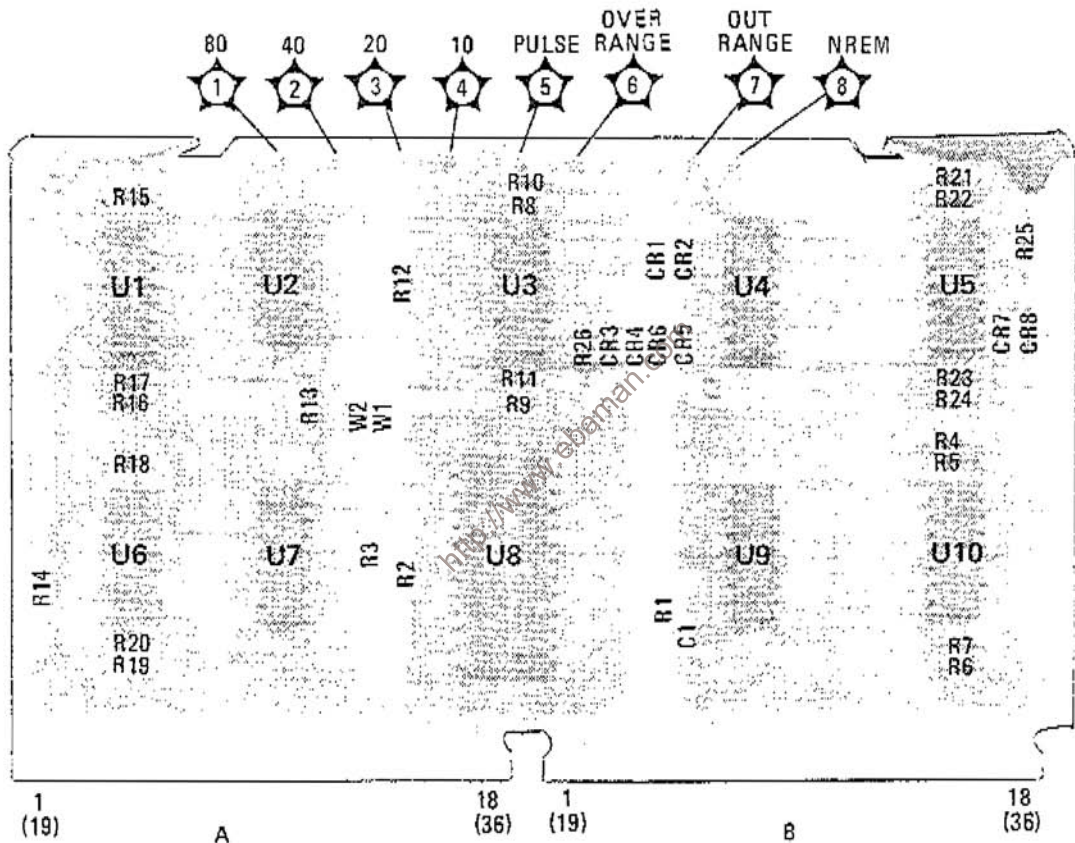 80 40 20 10 PULSE OVER RANGE OUT RANGE NREM
1 2 3 4 5 6 7 8
R15 R10 R21
R8 R22
R25
CR1 CR2
U1 U2 R12 U3 U4 U5
R26 CR3 CR4 CR6 CR5 CR7 CR8
R17 R11 R23
R16 R13 W2 W1 R9 R24
R4
R18 R5
U6 U7 R3 U8 U9 U10
R14 R2
R1
C1
R20 R7
R19 R6
http://www.ebaman.com
1 18 1 18
(19) (36) (19) (36)
A B